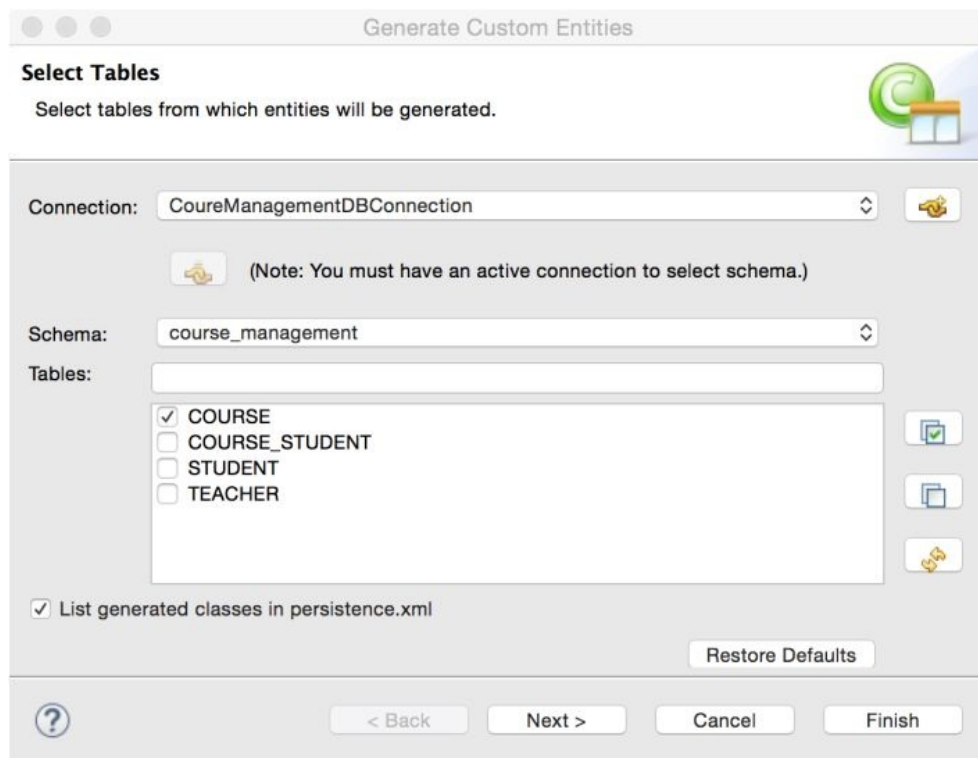 Generate Custom Entities
Select Tables
Select tables from which entities will be generated.
C
Connection: CoureManagementDBConnection
(Note: You must have an active connection to select schema.)
Schema: course_management
Tables:
COURSE
COURSE_STUDENT
STUDENT
TEACHER
List generated classes in persistence.xml
Restore Defaults
? < Back Next > Cancel Finish